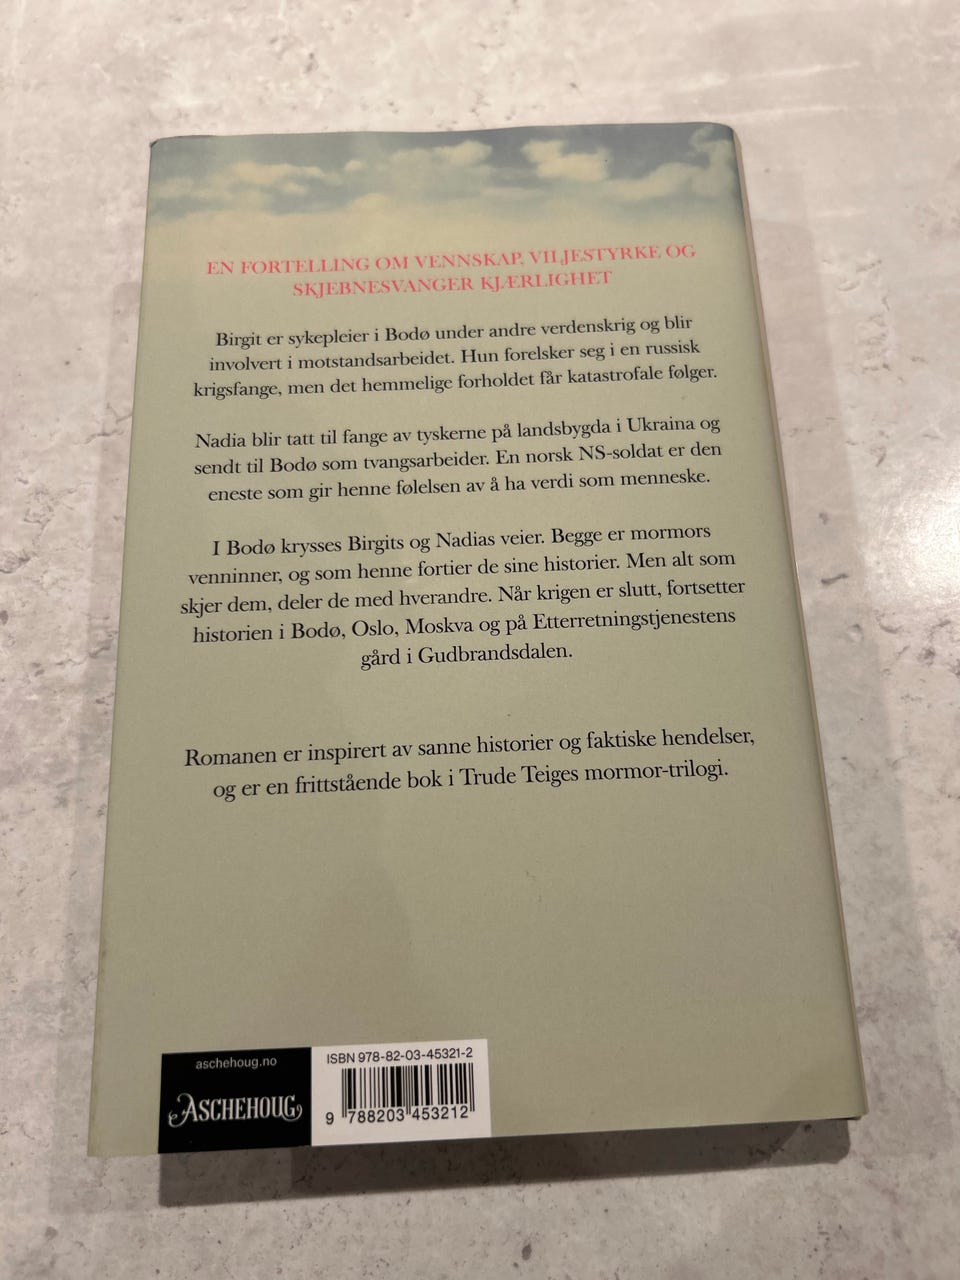 EN FORTELLING OM VENNSKAP, VILJESTYRKE OG
SKJEBNESVANGER KJÆRLIGHET
Birgit er sykepleier i Bodø under andre verdenskrig og blir
involvert i motstandsarbeidet. Hun forelsker seg i en russisk
krigsfange, men det hemmelige forholdet får katastrofale følger.
Nadia blir tatt til fange av tyskerne på landsbygda i Ukraina og
sendt til Bodø som tvangsarbeider. En norsk NS-soldat er den
eneste som gir henne følelsen av å ha verdi som menneske.
I Bodø krysses Birgits og Nadias veier. Begge er mormors
venninner, og som henne fortier de sine historier. Men alt som
skjer dem, deler de med hverandre. Når krigen er slutt, fortsetter
historien i Bodø, Oslo, Moskva og på Etterretningstjenestens
gård i Gudbrandsdalen.
Romanen er inspirert av sanne historier og faktiske hendelser,
og er en frittstående bok i Trude Teiges mormor-trilogi.
aschehoug.no
ASCHEHOUG
ISBN 978-82-03-45321-2
9 788203 453212